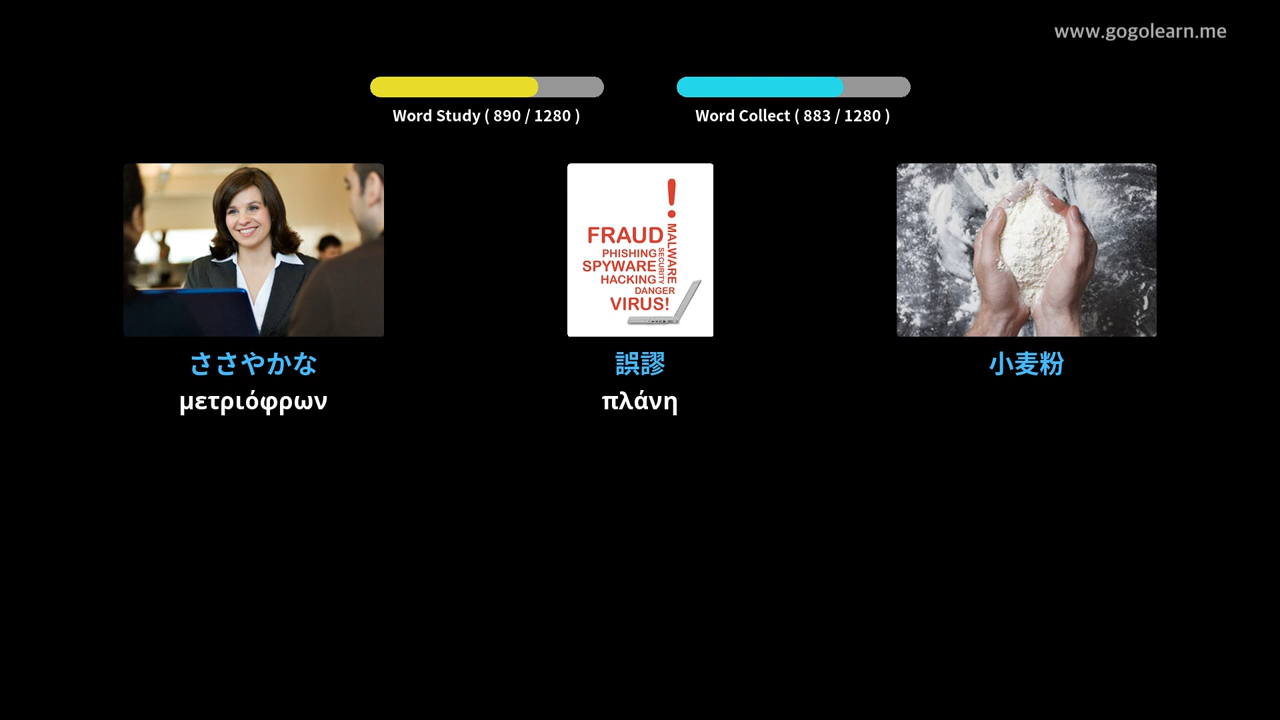 www.gogolearn.me
Word Study ( 890 / 1280 )
Word Collect ( 883 / 1280 )
!
FRAUD
PHISHING
SPYWARE
HACKING
DANGER
VIRUS!
SECURITY
MALWARE
ささやかな
誤謬
小麦粉
μετριόφρων
πλάνη